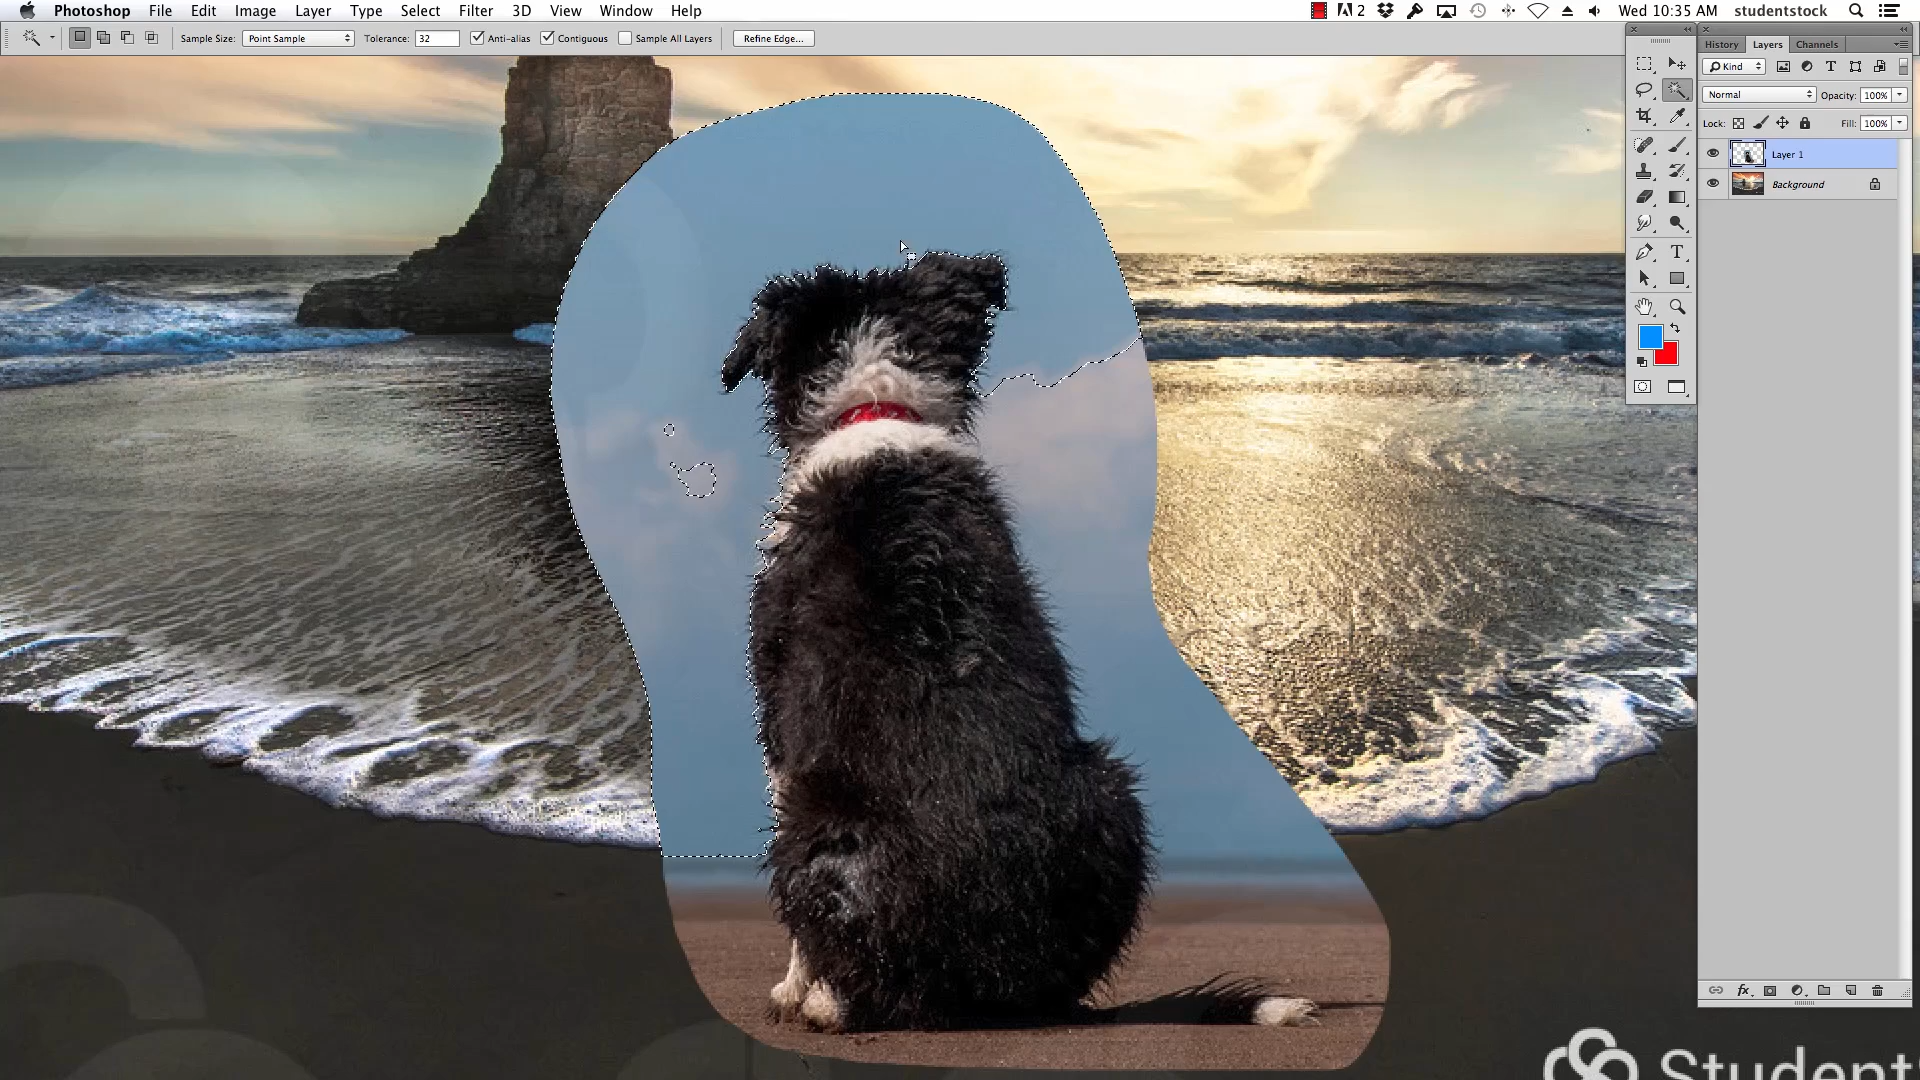 Photoshop File Edit Image Layer Type Select Filter 3D View Window Help 2 Wed 10:35 AM studentstock
Sample Size: Point Sample Tolerance: 32 Anti-alias Contiguous Sample All Layers Refine Edge...
History Layers Channels
Kind
Normal Opacity: 100%
Lock: Fill: 100%
Layer 1
Background
fx
Student